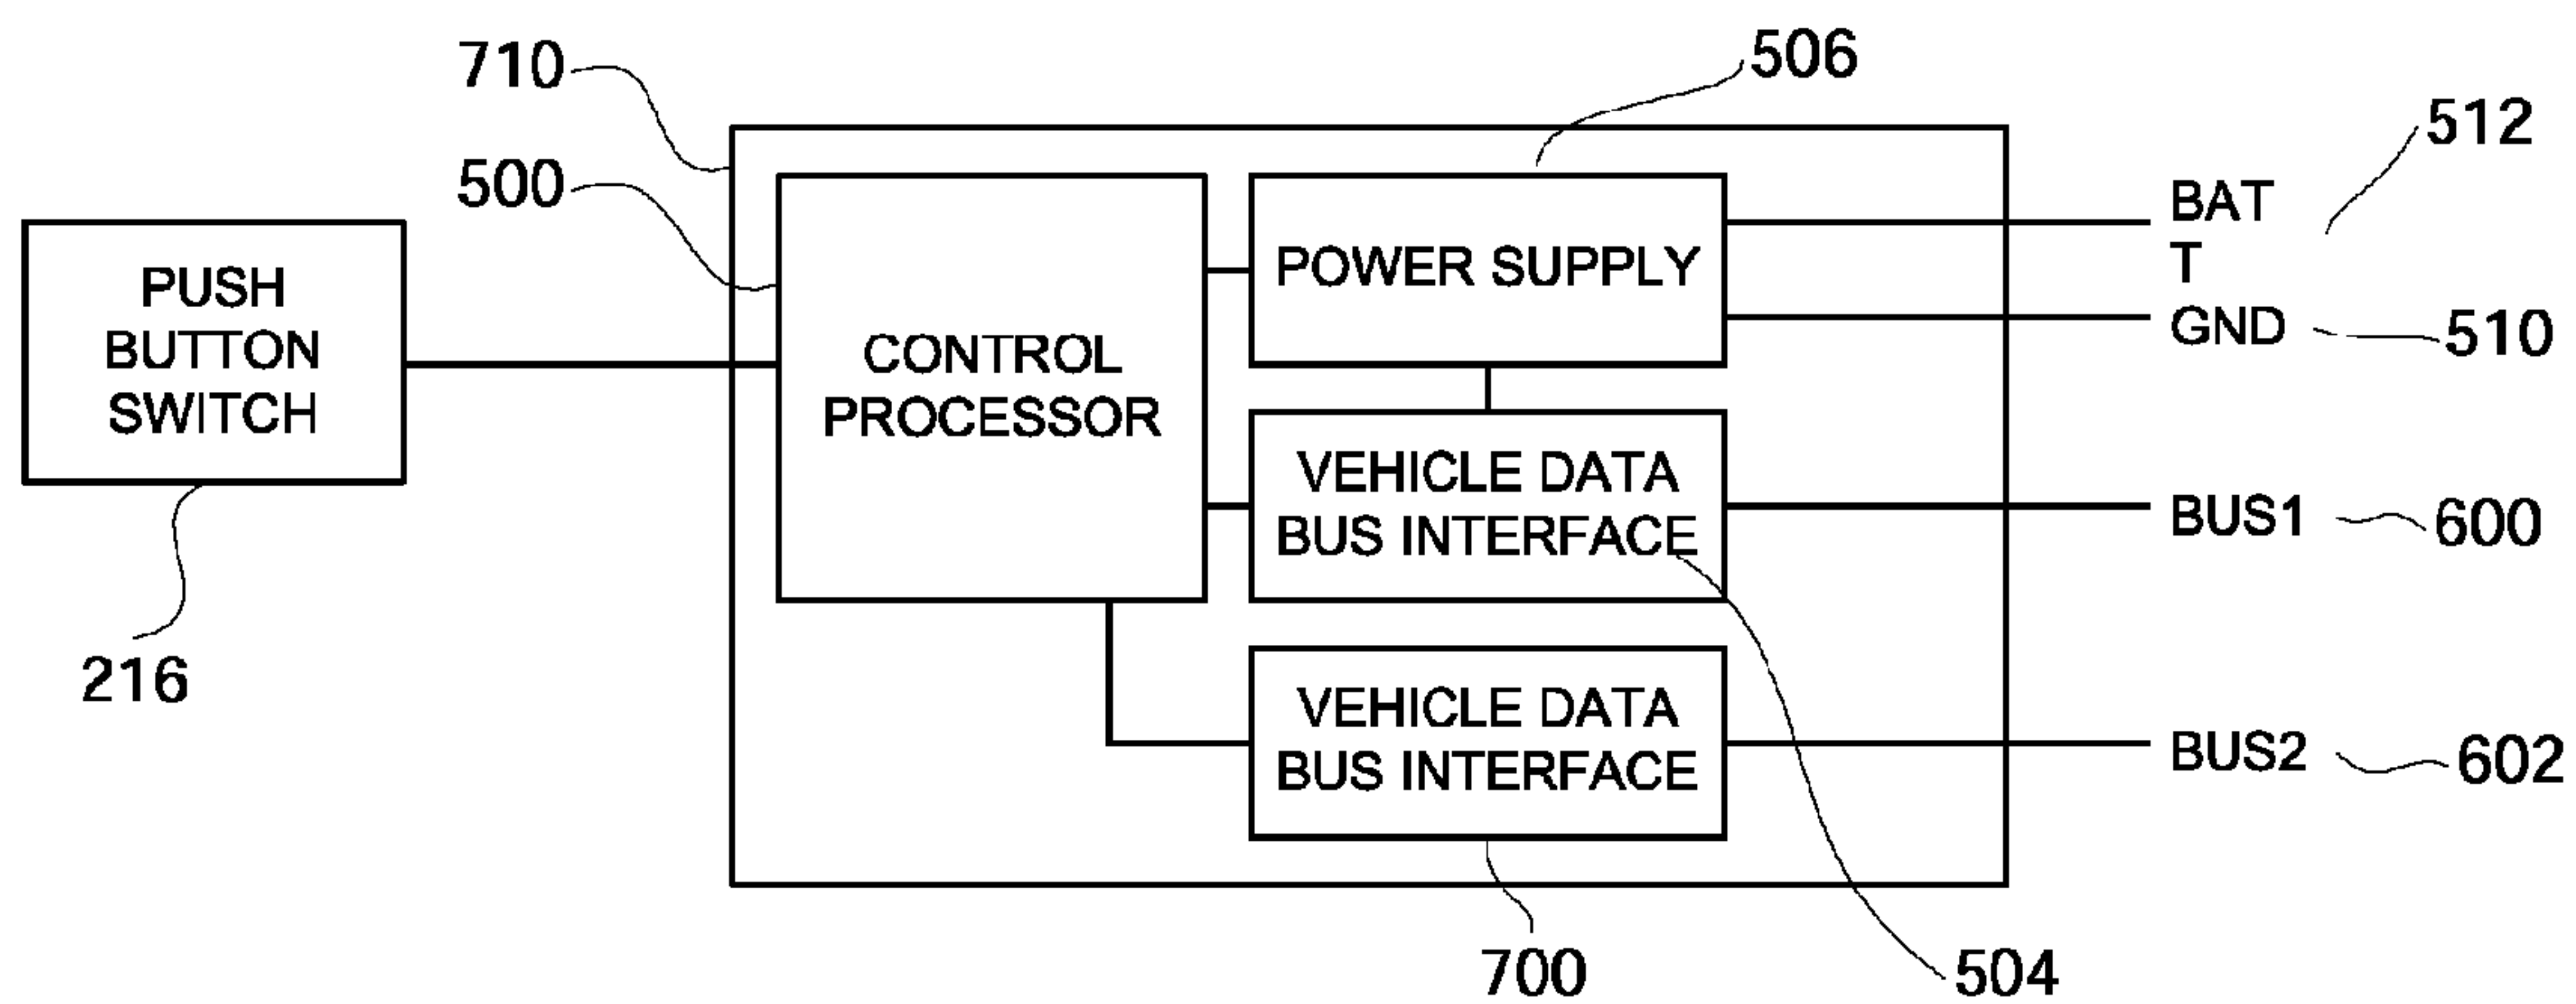 710
506
512
500
BAT
T
PUSH
BUTTON
SWITCH
POWER SUPPLY
GND
510
CONTROL
PROCESSOR
VEHICLE DATA
BUS INTERFACE
BUS1
600
216
VEHICLE DATA
BUS INTERFACE
BUS2
602
700
504